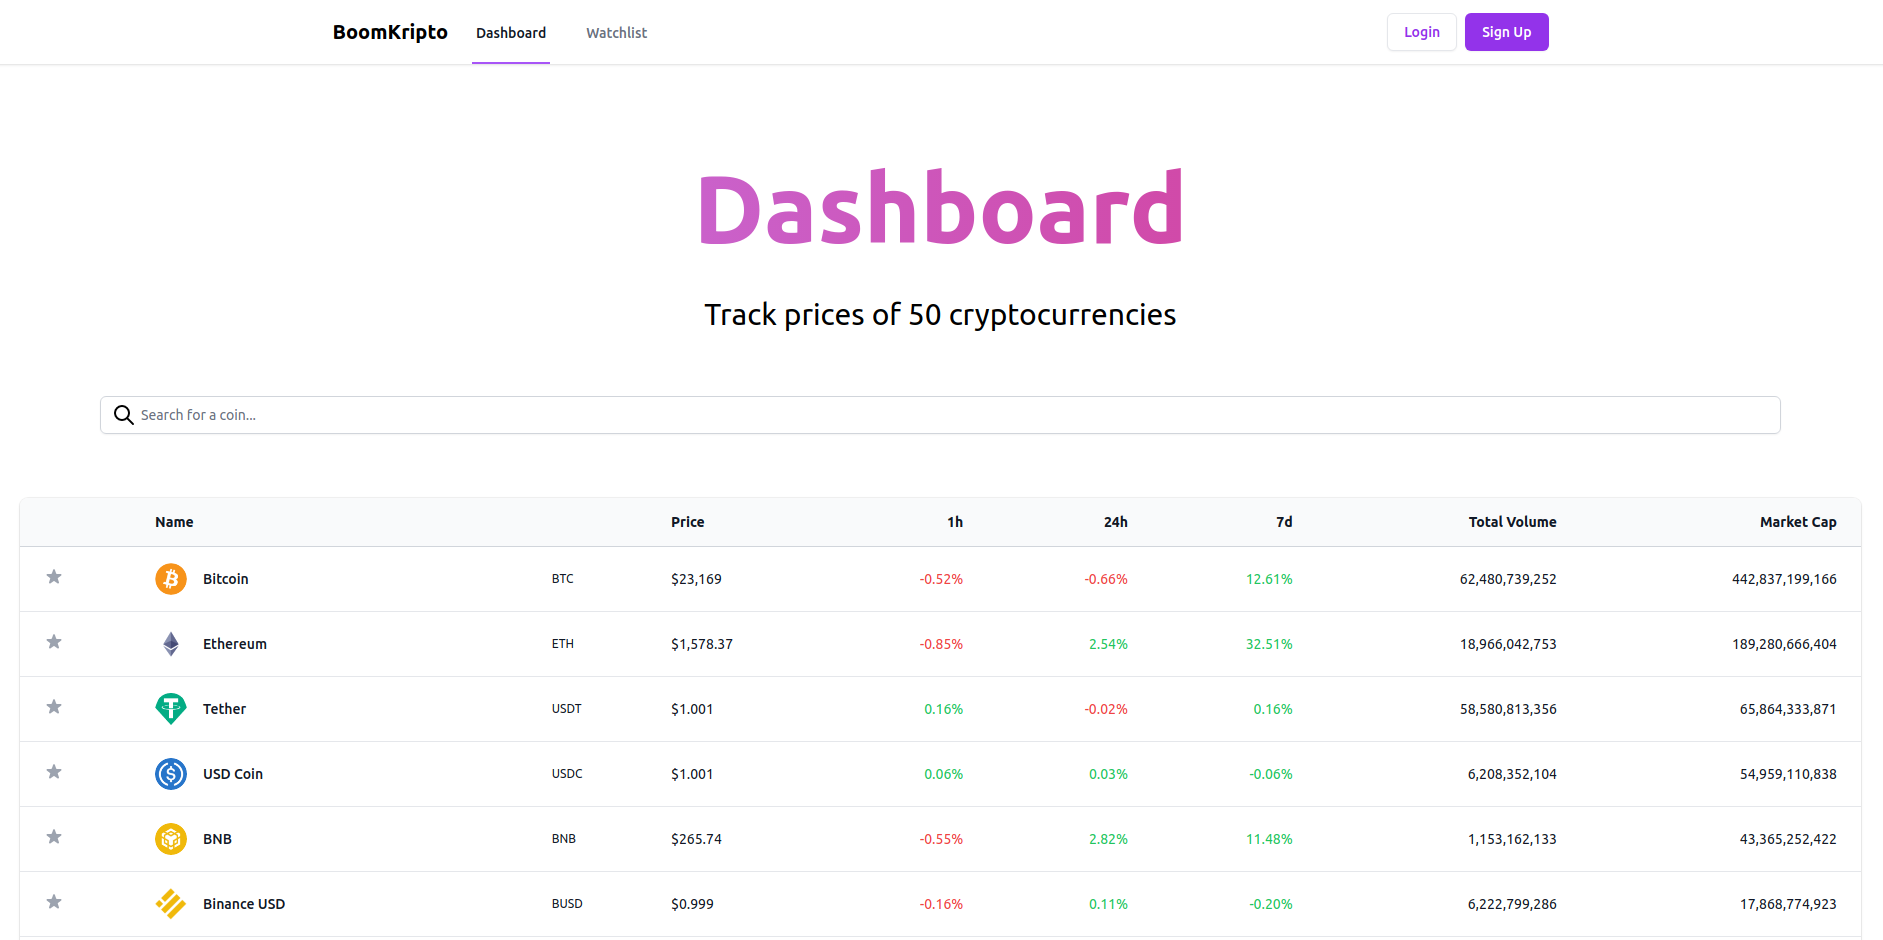 BoomKripto Dashboard Watchlist Login Sign Up
Dashboard
Track prices of 50 cryptocurrencies
Search for a coin...
Name Price 1h 24h 7d Total Volume Market Cap
Bitcoin BTC $23,169 -0.52% -0.66% 12.61% 62,480,739,252 442,837,199,166
Ethereum ETH $1,578.37 -0.85% 2.54% 32.51% 18,966,042,753 189,280,666,404
Tether USDT $1.001 0.16% -0.02% 0.16% 58,580,813,356 65,864,333,871
USD Coin USDC $1.001 0.06% 0.03% -0.06% 6,208,352,104 54,959,110,838
BNB BNB $265.74 -0.55% 2.82% 11.48% 1,153,162,133 43,365,252,422
Binance USD BUSD $0.999 -0.16% 0.11% -0.20% 6,222,799,286 17,868,774,923